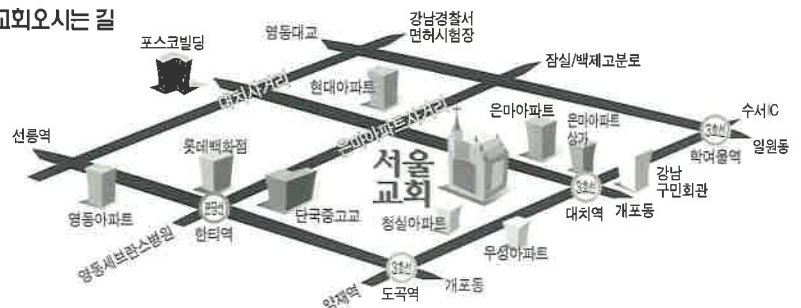 교회오시는 길
영동대교
강남경찰서
면허시험장
포스코빌딩
잠실/백제고분로
현대아파트
대치사거리
은마아파트사거리
은마아파트
은마아파트
상가
수서IC
3호선
일원동
학여울역
선릉역
롯데백화점
서울
교회
강남
구민회관
3호선
대치역
개포동
영동아파트
분당선
한티역
단국중고교
청실아파트
우성아파트
영동세브란스병원
3호선
개포동
양재역
도곡역